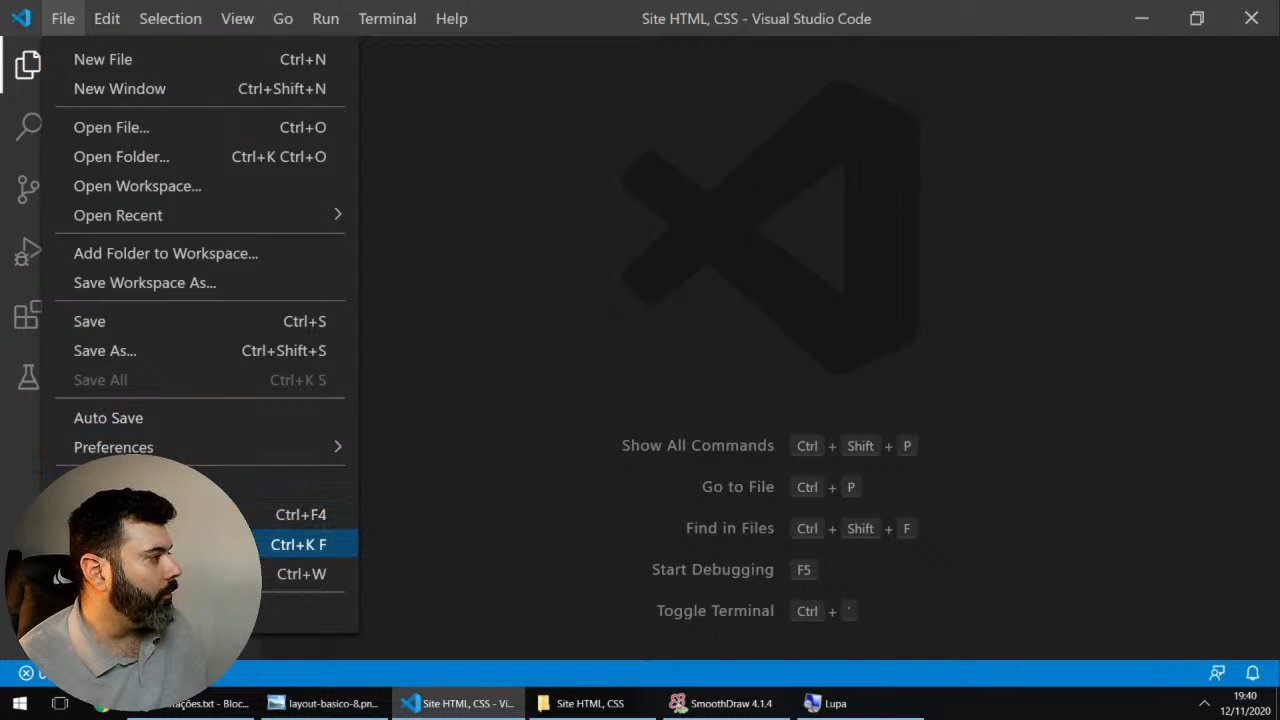 File Edit Selection View Go Run Terminal Help Site HTML, CSS - Visual Studio Code
New File Ctrl+N
New Window Ctrl+Shift+N
Open File... Ctrl+O
Open Folder... Ctrl+K Ctrl+O
Open Workspace...
Open Recent
Add Folder to Workspace...
Save Workspace As...
Save Ctrl+S
Save As... Ctrl+Shift+S
Save All Ctrl+K S
Auto Save
Preferences
Ctrl+F4
Ctrl+K F
Ctrl+W
Show All Commands Ctrl + Shift + P
Go to File Ctrl + P
Find in Files Ctrl + Shift + F
Start Debugging F5
Toggle Terminal Ctrl + '
.txt - Bloc... layout-basico-8.pn... Site HTML, CSS - Vi... Site HTML, CSS SmoothDraw 4.1.4 Lupa
19:40
12/11/2020